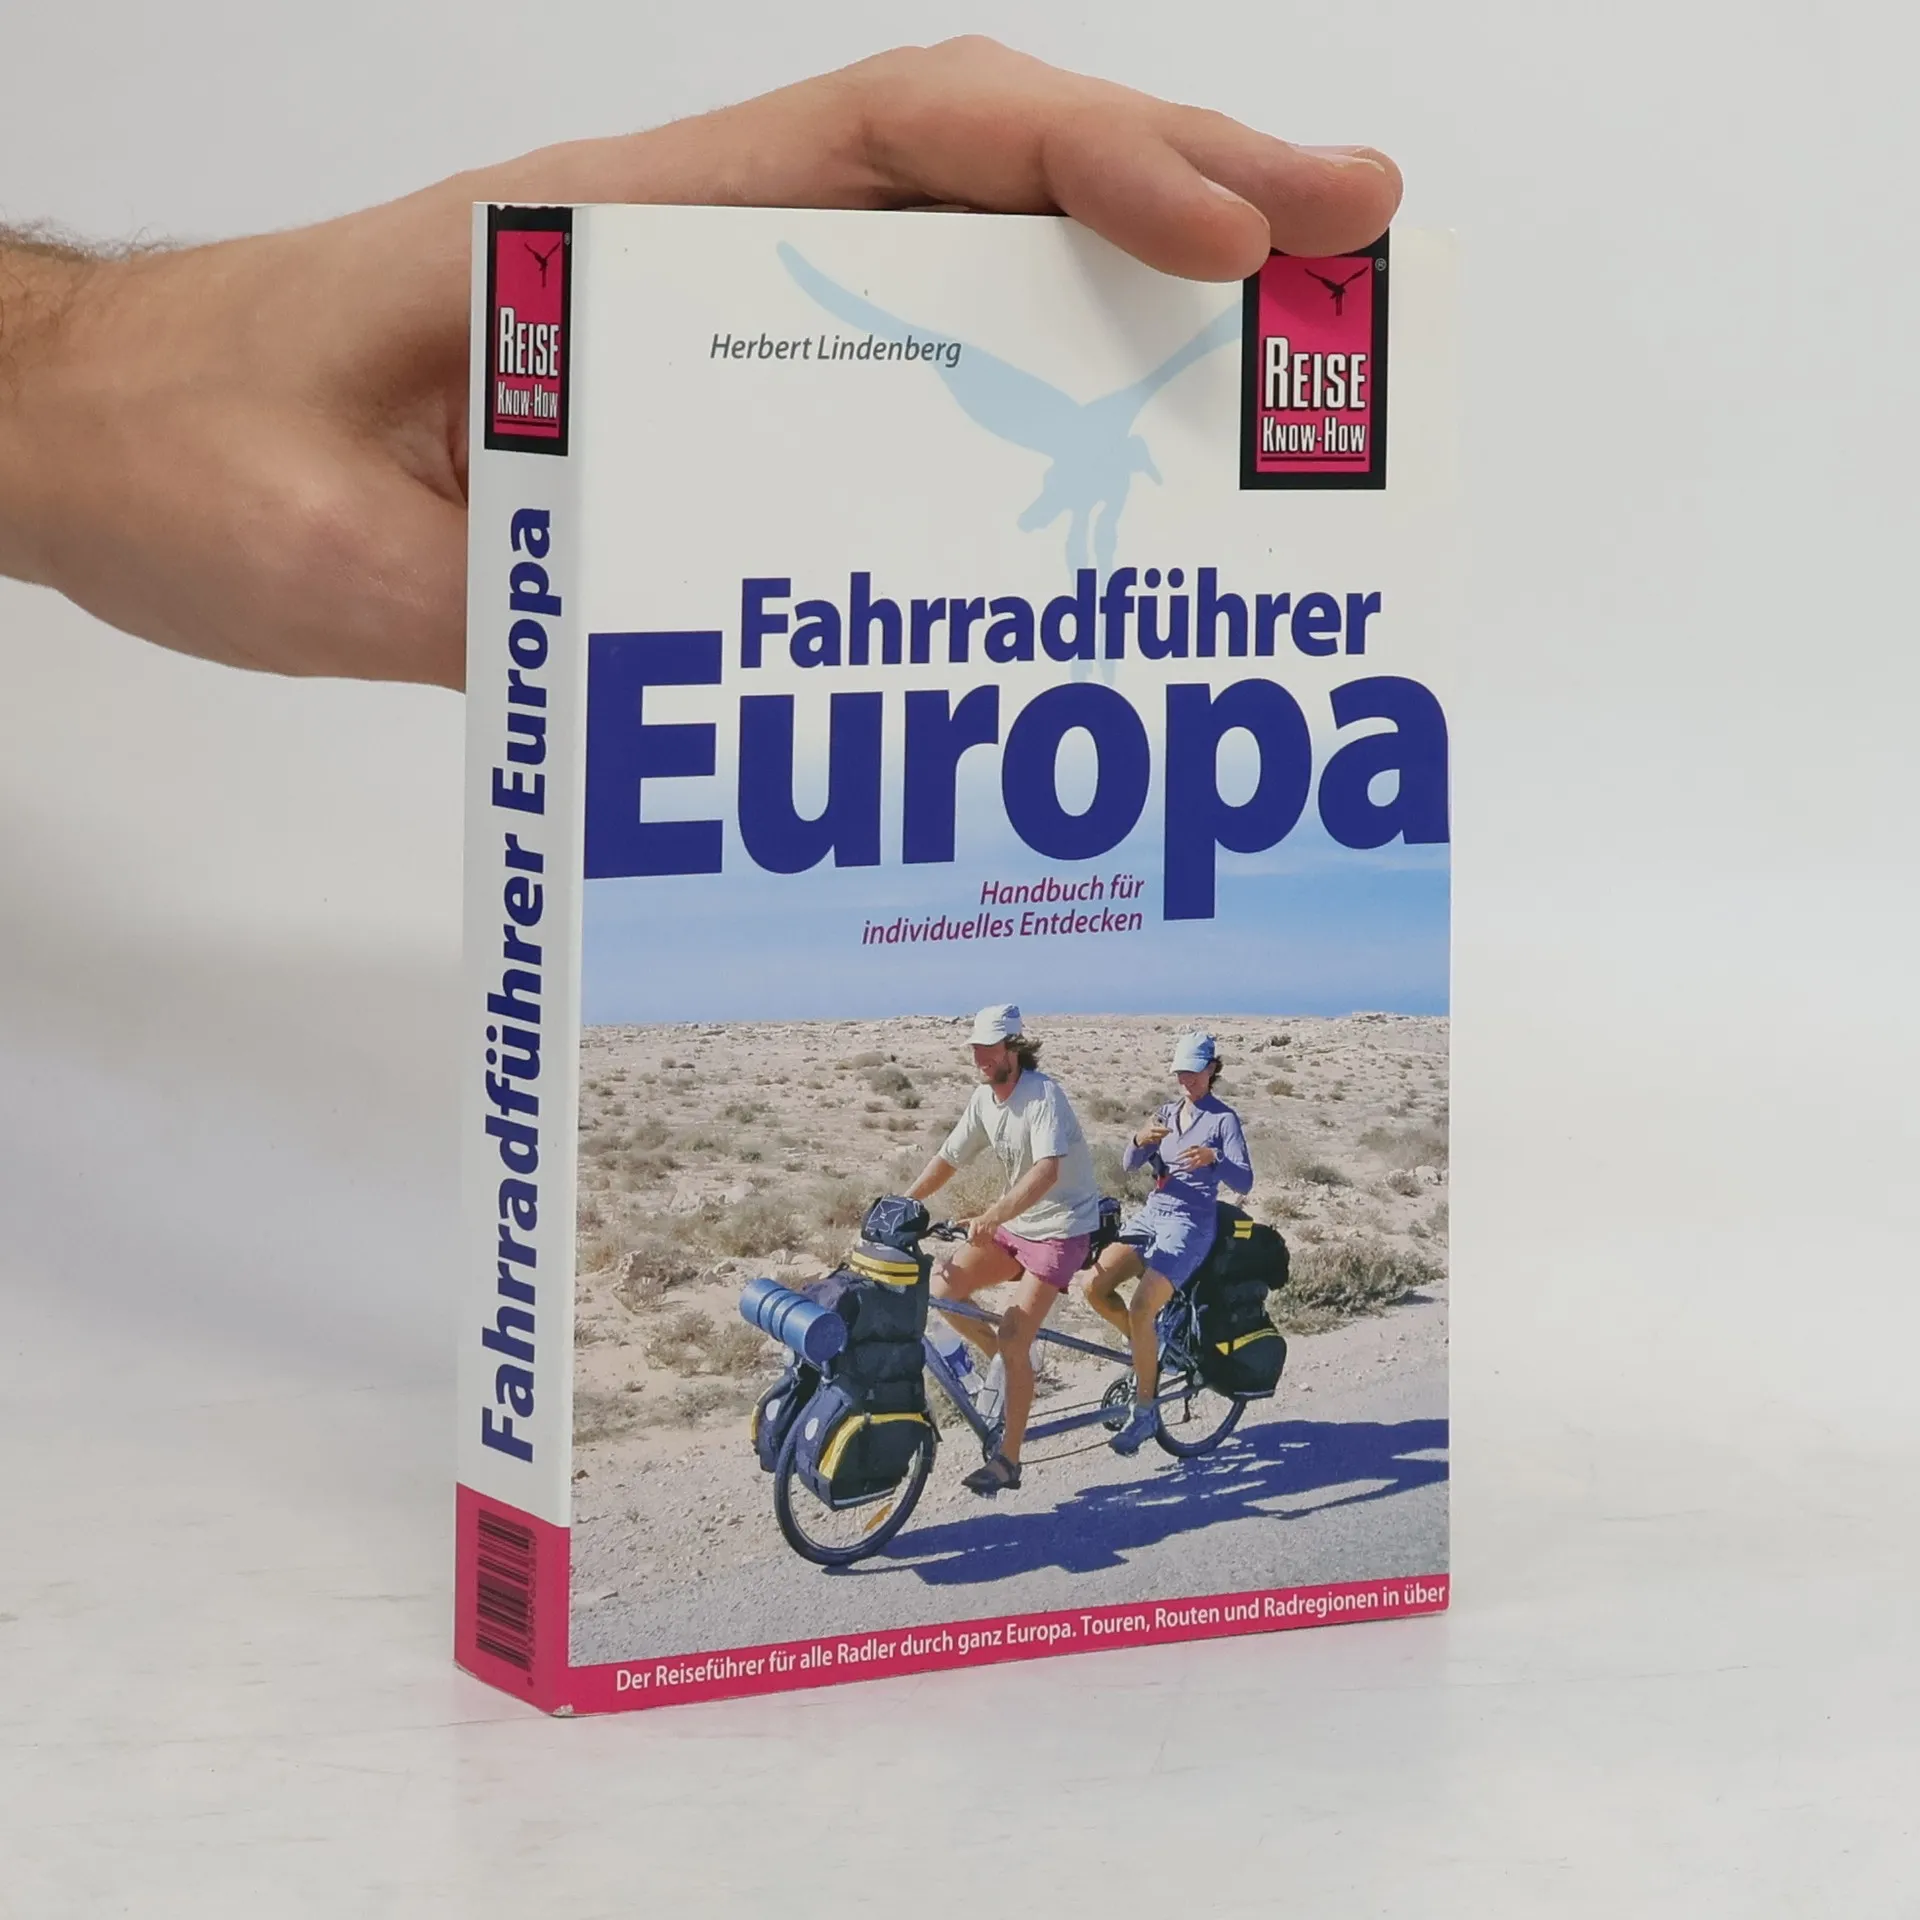 REISE
KNOW-HOW
®
Fahrradführer Europa
Herbert Lindenberg
REISE
KNOW-HOW
®
Fahrradführer
Europa
Handbuch für
individuelles Entdecken
Der Reiseführer für alle Radler durch ganz Europa. Touren, Routen und Radregionen in über